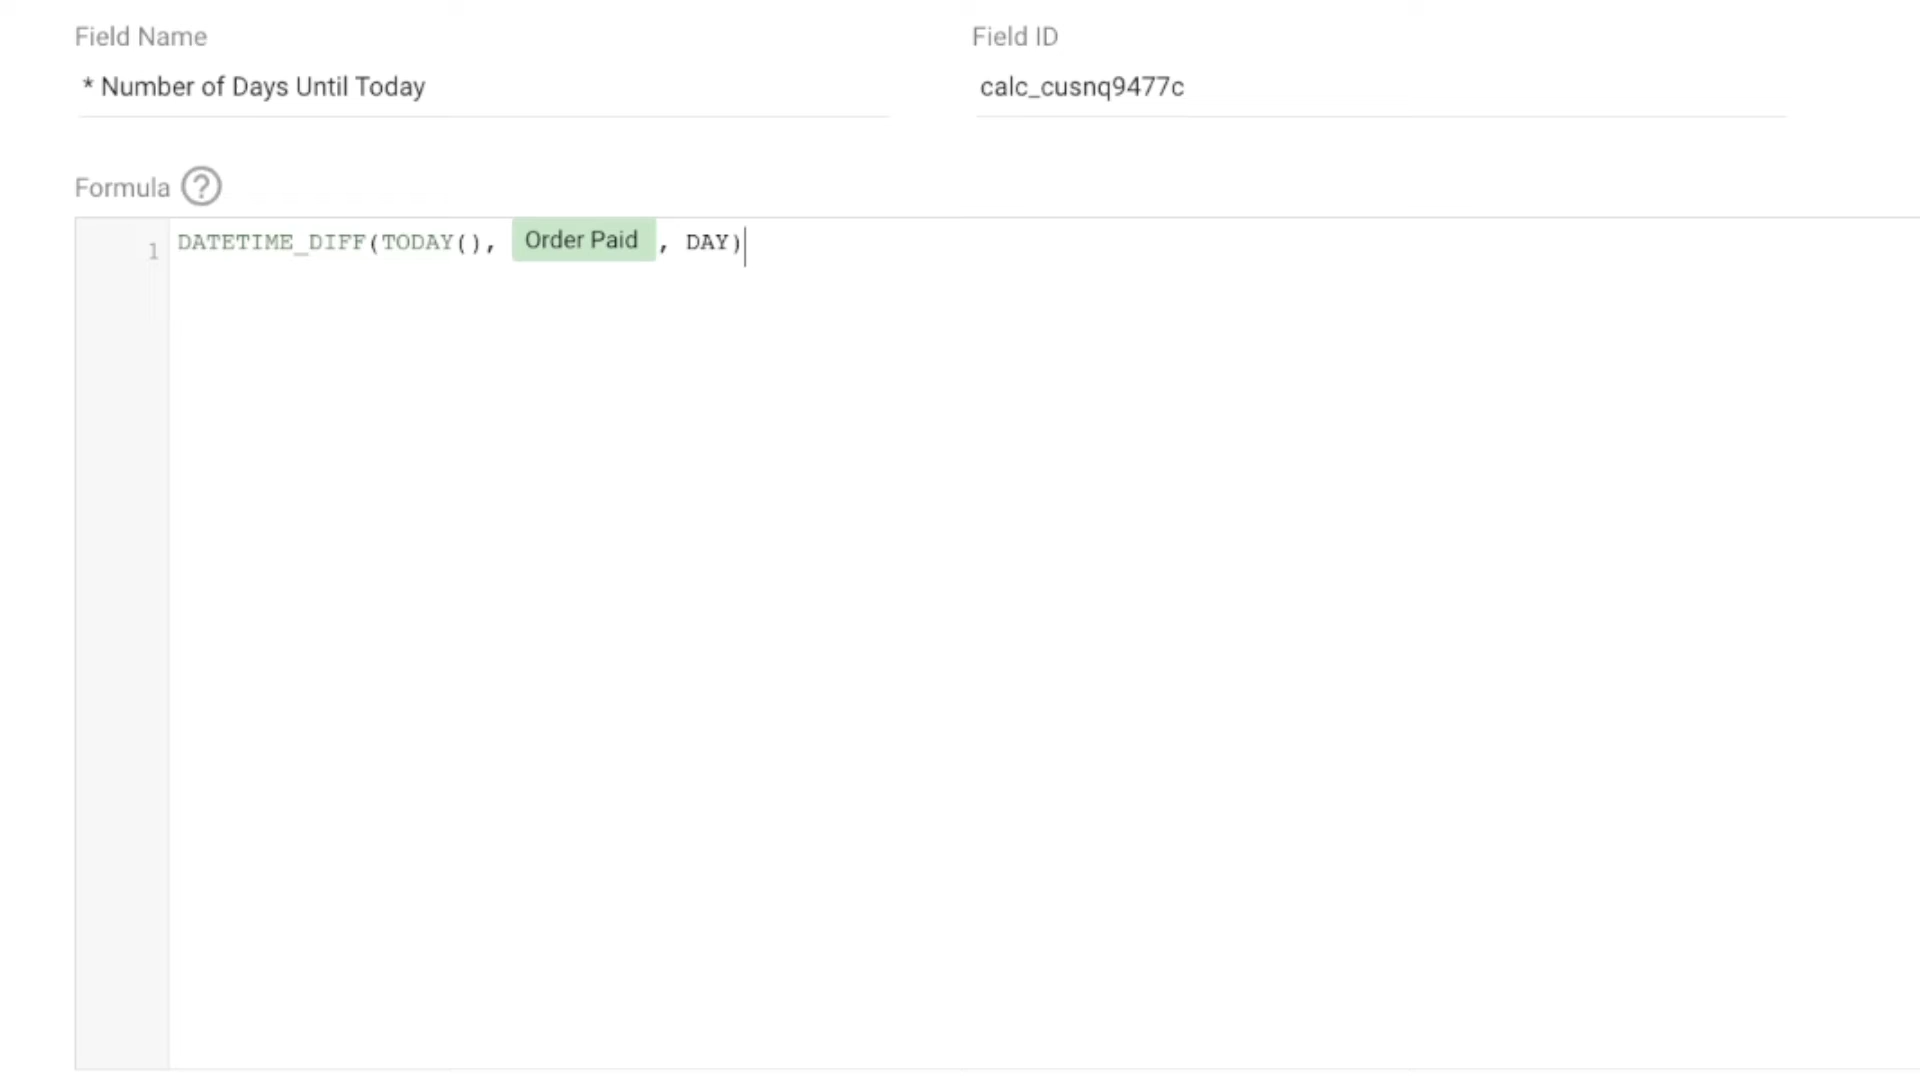 Field Name
Field ID
* Number of Days Until Today
calc_cusnq9477c
Formula ?
1 DATETIME_DIFF(TODAY(), Order Paid , DAY)